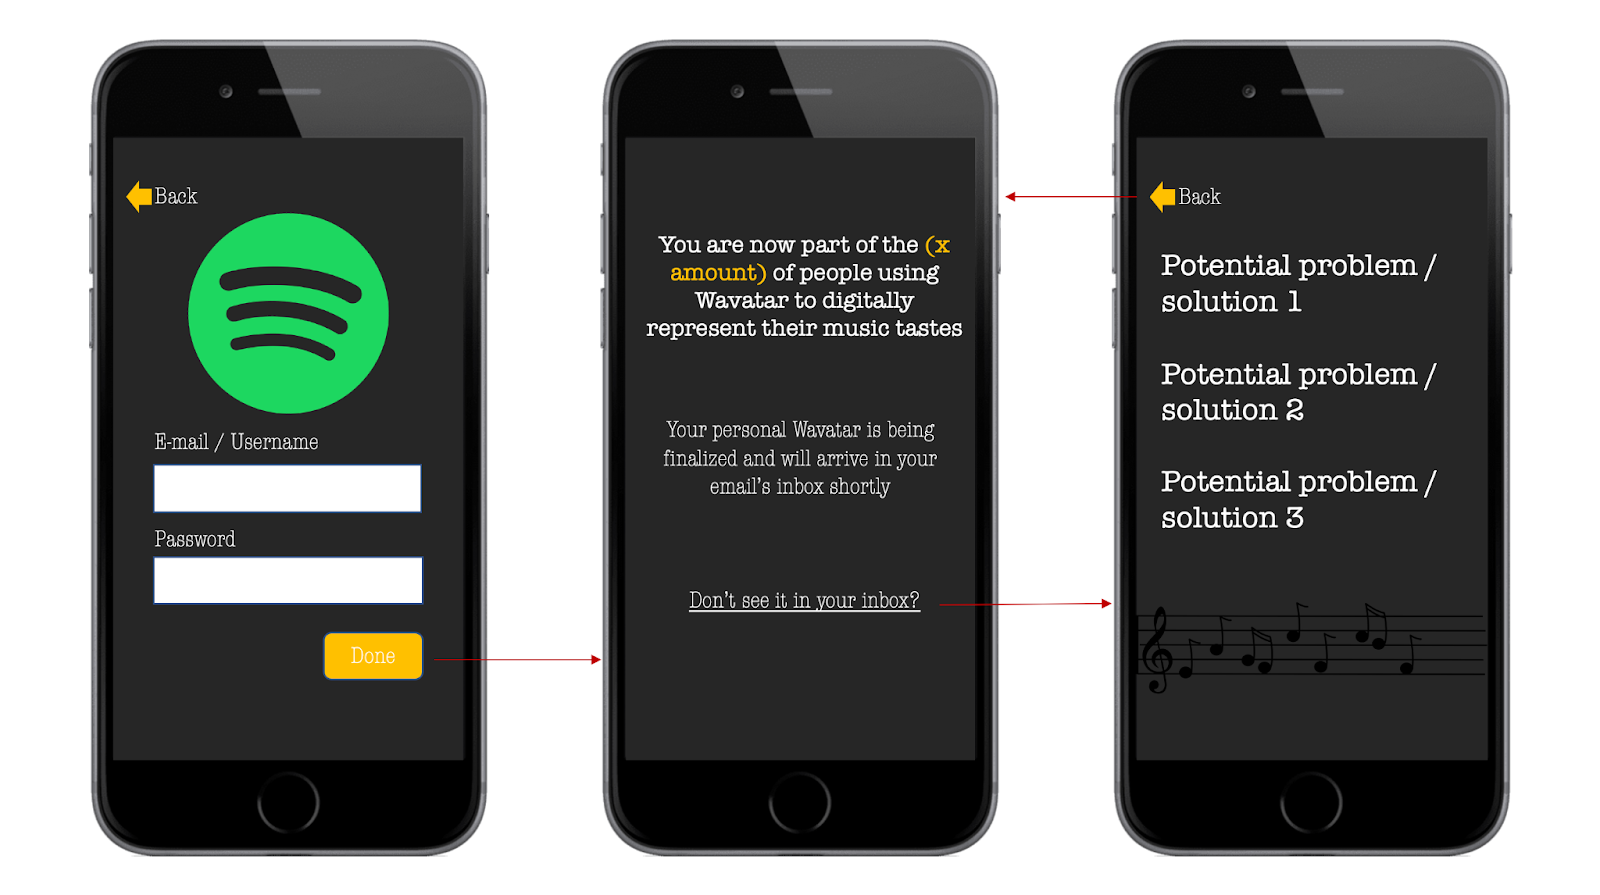 Back
E-mail / Username
Password
Done
You are now part of the (x
amount) of people using
Wavatar to digitally
represent their music tastes
Your personal Wavatar is being
finalized and will arrive in your
email's inbox shortly
Don't see it in your inbox?
Back
Potential problem /
solution 1
Potential problem /
solution 2
Potential problem /
solution 3